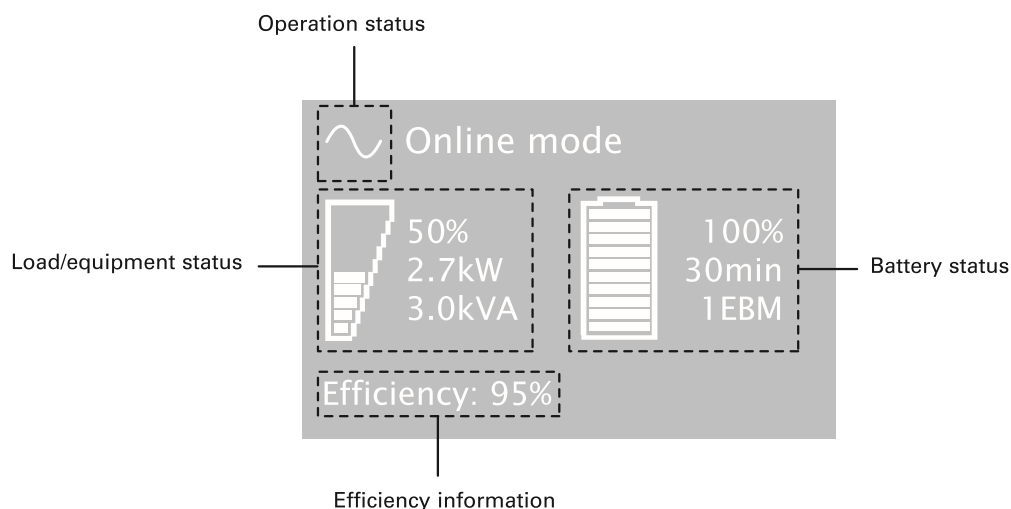 Operation status
Online mode
Load/equipment status
50%
2.7kW
3.0kVA
100%
30min
1EBM
Battery status
Efficiency: 95%
Efficiency information